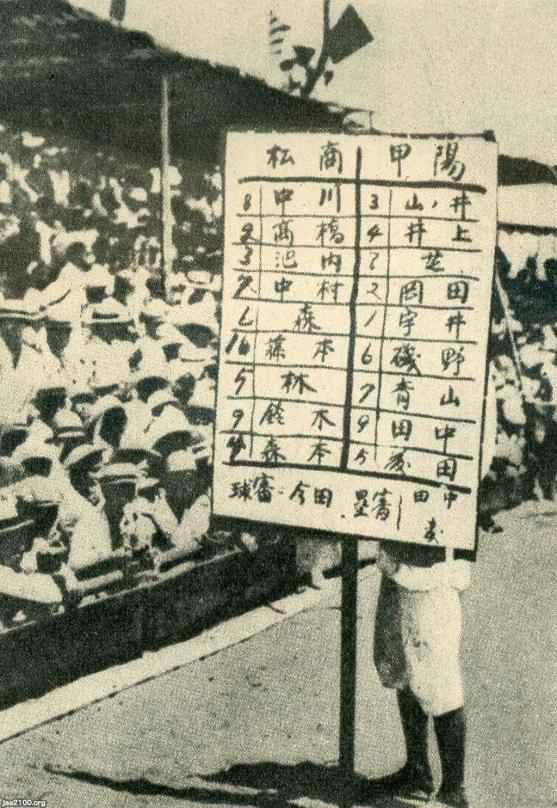 松商 甲陽
8 中川 3 山井
2 高橋 4 井上
3 池内 芝
7 中村 2 岡田
6 森 1 宇井
藤本 6 磯野
5 林 7 青山
9 鈴木 9 田中
4 森本 5 田
球審:今田 塁審 田中
jaa2100.org